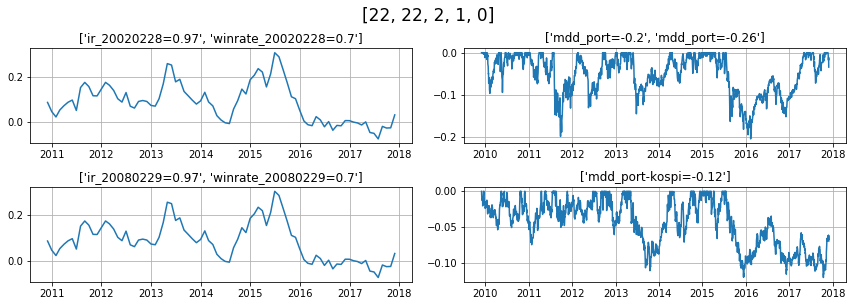 [22, 22, 2, 1, 0]
['ir_20020228=0.97', 'winrate_20020228=0.7']
0.2
0.0
2011 2012 2013 2014 2015 2016 2017 2018
['mdd_port=-0.2', 'mdd_port=-0.26']
0.0
−0.1
−0.2
2010 2011 2012 2013 2014 2015 2016 2017 2018
['ir_20080229=0.97', 'winrate_20080229=0.7']
0.2
0.0
2011 2012 2013 2014 2015 2016 2017 2018
['mdd_port-kospi=-0.12']
0.00
−0.05
−0.10
2010 2011 2012 2013 2014 2015 2016 2017 2018